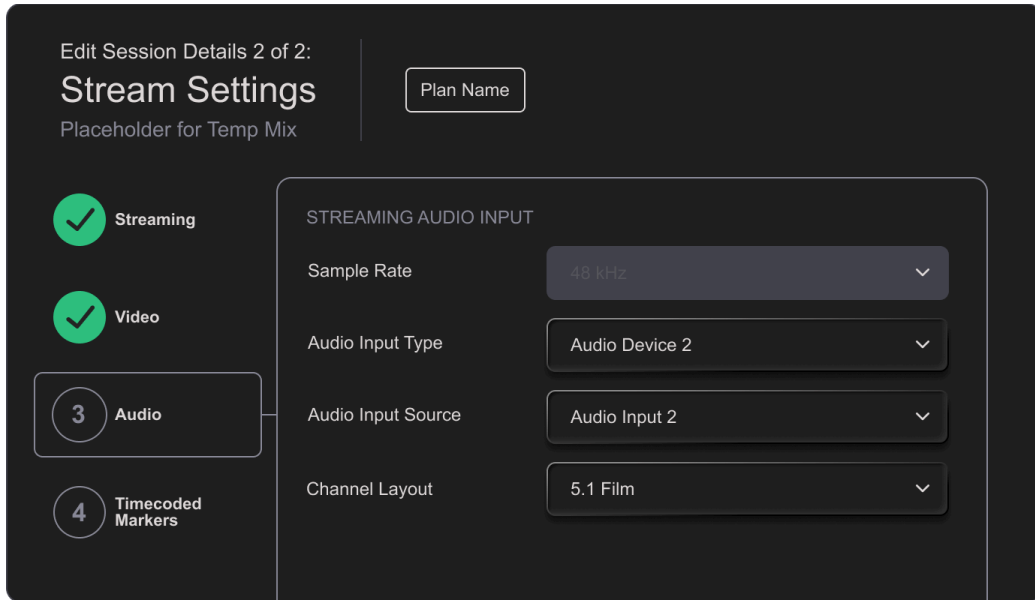 Edit Session Details 2 of 2:
Stream Settings
Placeholder for Temp Mix
Plan Name
Streaming
Video
3 Audio
4 Timecoded
Markers
STREAMING AUDIO INPUT
Sample Rate 48 kHz
Audio Input Type Audio Device 2
Audio Input Source Audio Input 2
Channel Layout 5.1 Film